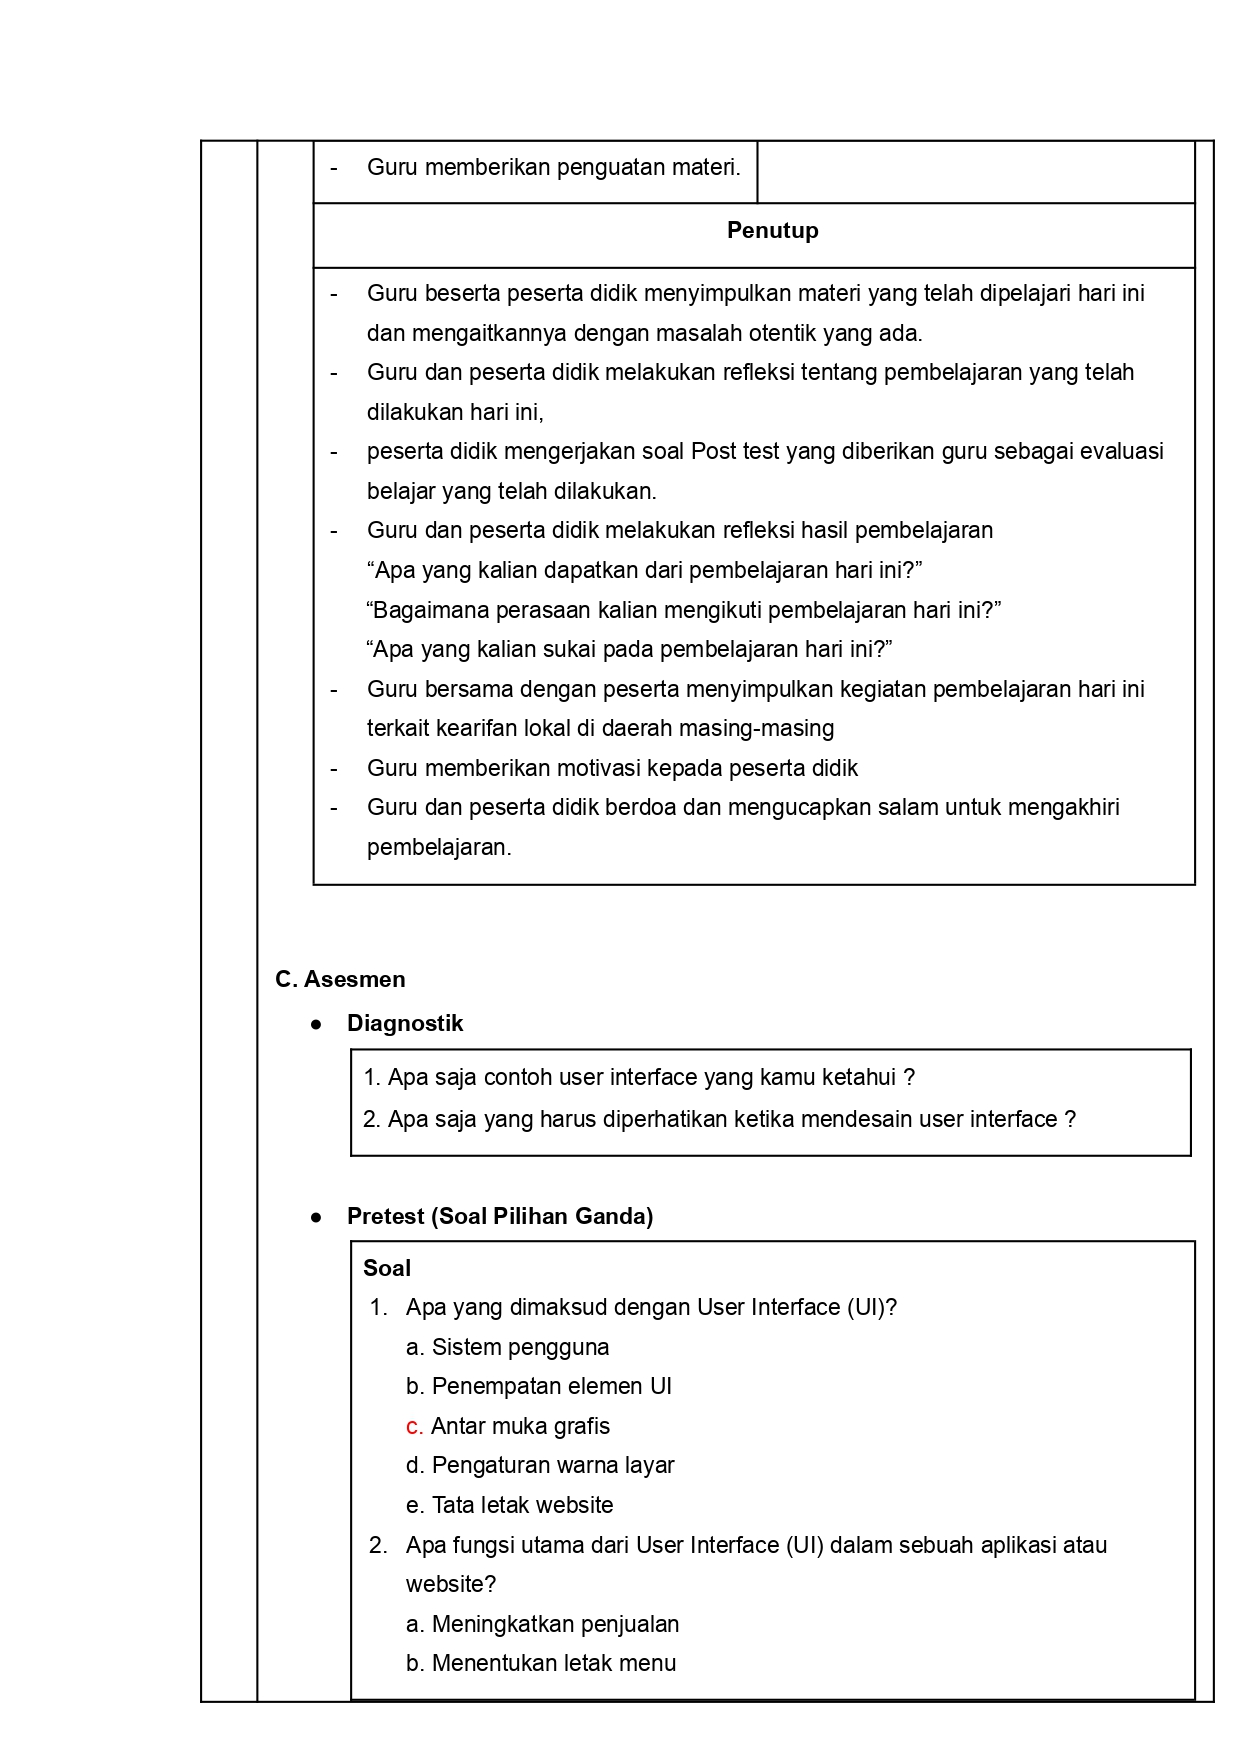 - Guru memberikan penguatan materi.
Penutup
- Guru beserta peserta didik menyimpulkan materi yang telah dipelajari hari ini
dan mengaitkannya dengan masalah otentik yang ada.
- Guru dan peserta didik melakukan refleksi tentang pembelajaran yang telah
dilakukan hari ini,
- peserta didik mengerjakan soal Post test yang diberikan guru sebagai evaluasi
belajar yang telah dilakukan.
- Guru dan peserta didik melakukan refleksi hasil pembelajaran
“Apa yang kalian dapatkan dari pembelajaran hari ini?”
“Bagaimana perasaan kalian mengikuti pembelajaran hari ini?”
“Apa yang kalian sukai pada pembelajaran hari ini?”
- Guru bersama dengan peserta menyimpulkan kegiatan pembelajaran hari ini
terkait kearifan lokal di daerah masing-masing
- Guru memberikan motivasi kepada peserta didik
- Guru dan peserta didik berdoa dan mengucapkan salam untuk mengakhiri
pembelajaran.
C. Asesmen
● Diagnostik
1. Apa saja contoh user interface yang kamu ketahui ?
2. Apa saja yang harus diperhatikan ketika mendesain user interface ?
● Pretest (Soal Pilihan Ganda)
Soal
1. Apa yang dimaksud dengan User Interface (UI)?
a. Sistem pengguna
b. Penempatan elemen UI
c. Antar muka grafis
d. Pengaturan warna layar
e. Tata letak website
2. Apa fungsi utama dari User Interface (UI) dalam sebuah aplikasi atau
website?
a. Meningkatkan penjualan
b. Menentukan letak menu